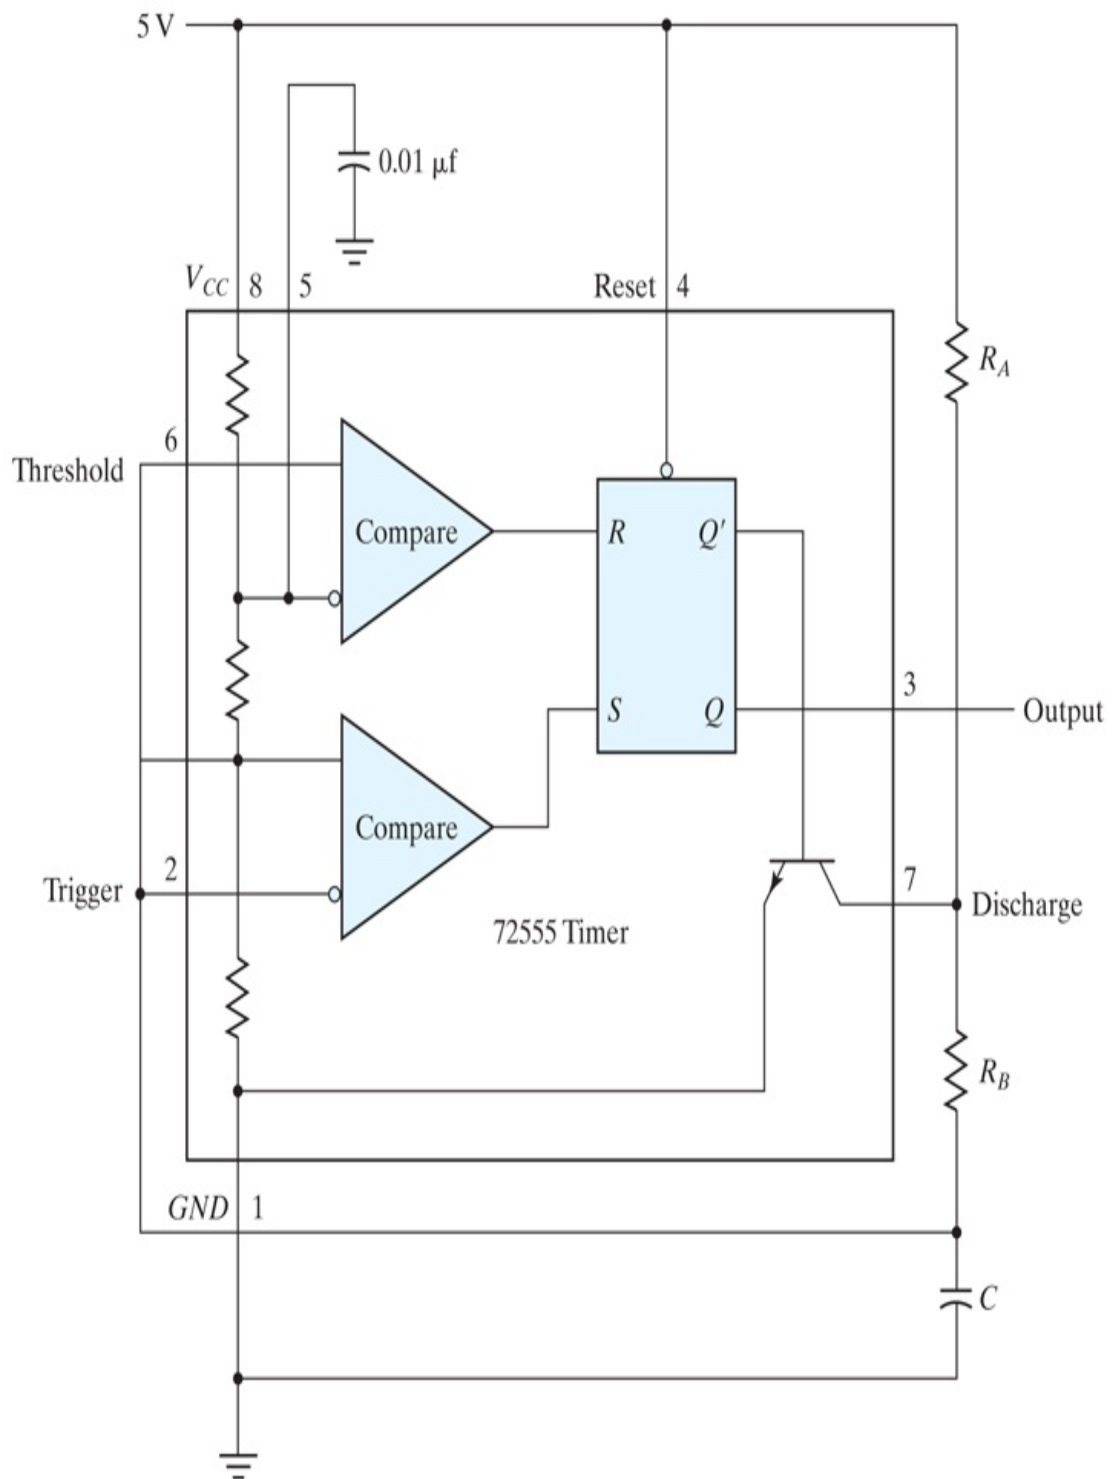 5 V
0.01 µf
V_CC 8 5 Reset 4
R_A
6
Threshold
Compare
R Q'
S Q
3
Output
Compare
2
Trigger
7
Discharge
72555 Timer
R_B
GND 1
C